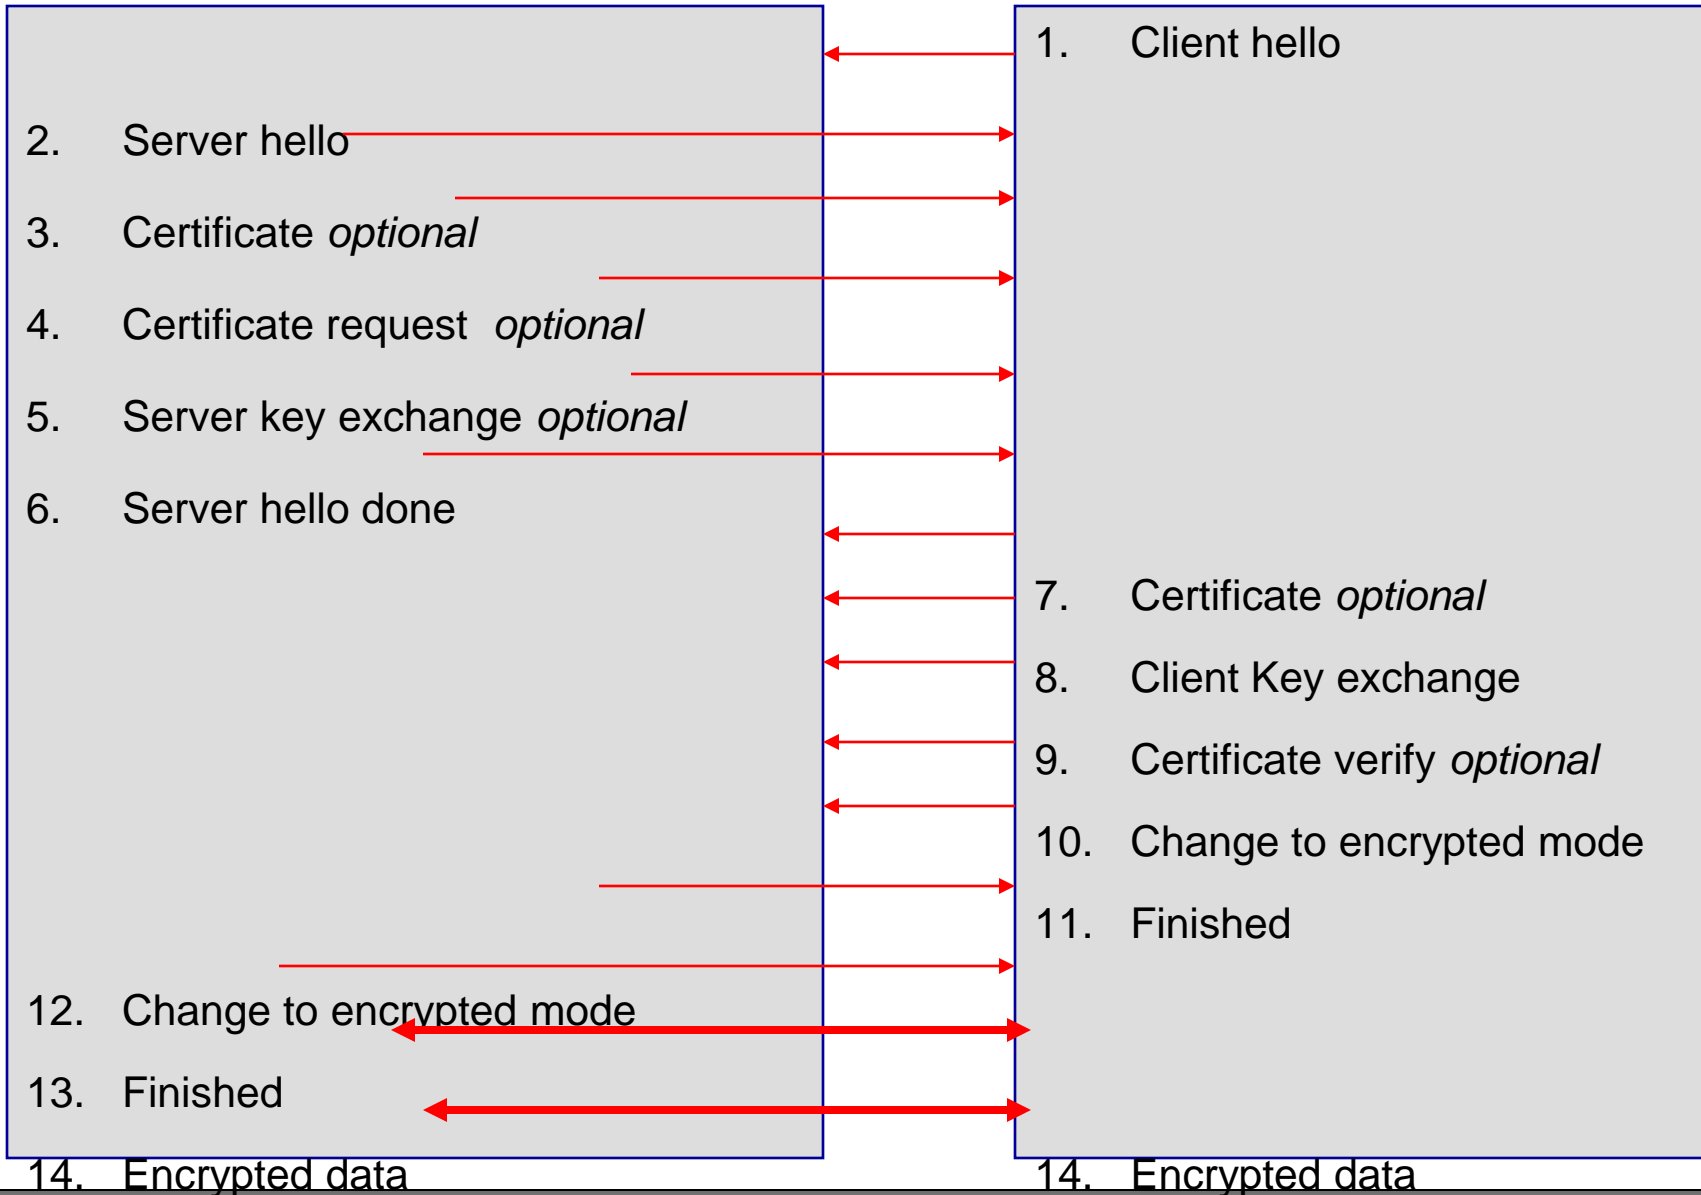 1. Client hello
2. Server hello
3. Certificate optional
4. Certificate request optional
5. Server key exchange optional
6. Server hello done
7. Certificate optional
8. Client Key exchange
9. Certificate verify optional
10. Change to encrypted mode
11. Finished
12. Change to encrypted mode
13. Finished
14. Encrypted data
14. Encrypted data